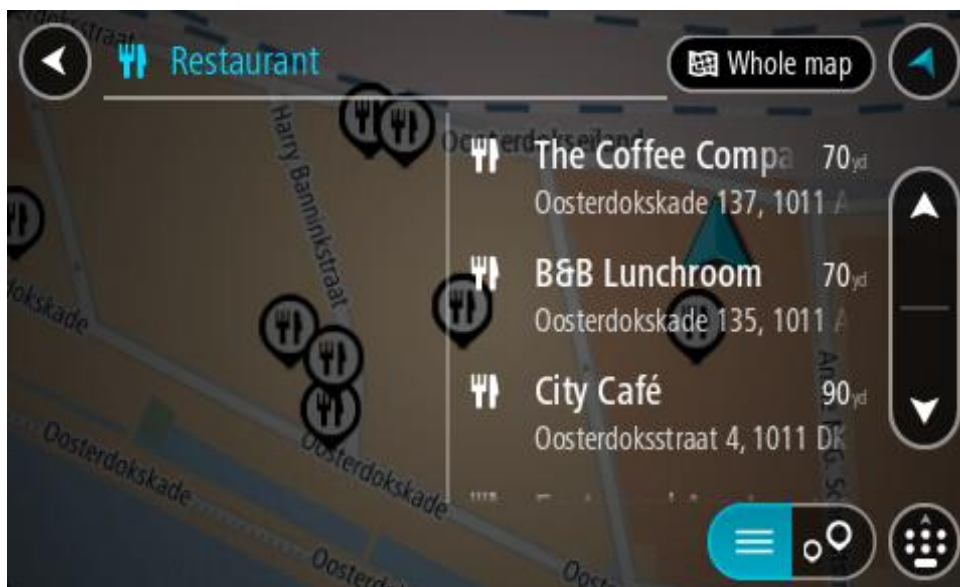 Restaurant
Whole map
Oosterdokseiland
Harry Banninkstraat
The Coffee Compa 70yd
Oosterdokskade 137, 1011 A
B&B Lunchroom 70yd
Oosterdokskade 135, 1011 A
City Café 90yd
Oosterdoksstraat 4, 1011 DK
Oosterdokskade
Oosterdokskade